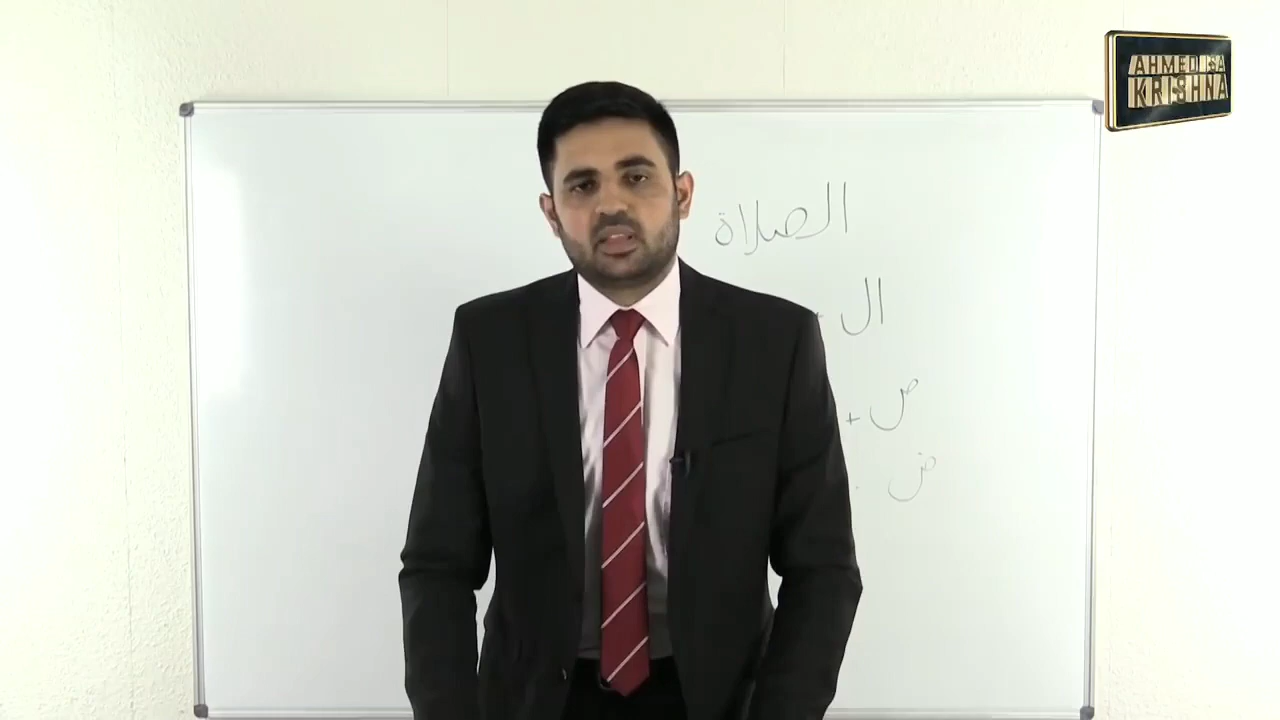 AHMED ISA
KRISHNA
الصلاة
ال +
ص +
ض